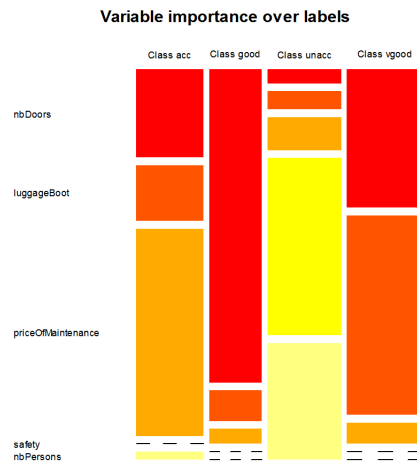 Variable importance over labels
Class acc Class good Class unacc Class vgood
nbDoors
luggageBoot
priceOfMaintenance
safety
nbPersons